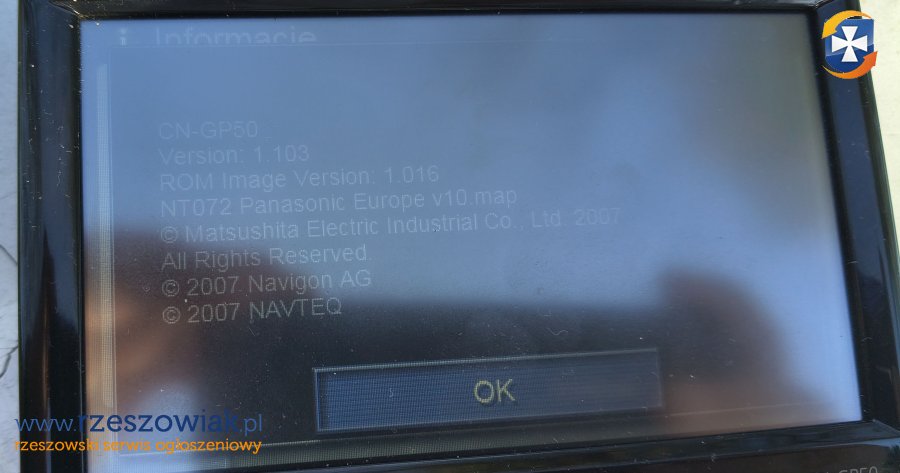 i Informacje
CN-GP50
Version: 1.103
ROM Image Version: 1.016
NT072 Panasonic Europe v10.map
© Matsushita Electric Industrial Co., Ltd. 2007
All Rights Reserved.
© 2007 Navigon AG
© 2007 NAVTEQ
OK
www.rzeszowiak.pl
rzeszowski serwis ogłoszeniowy
GP50